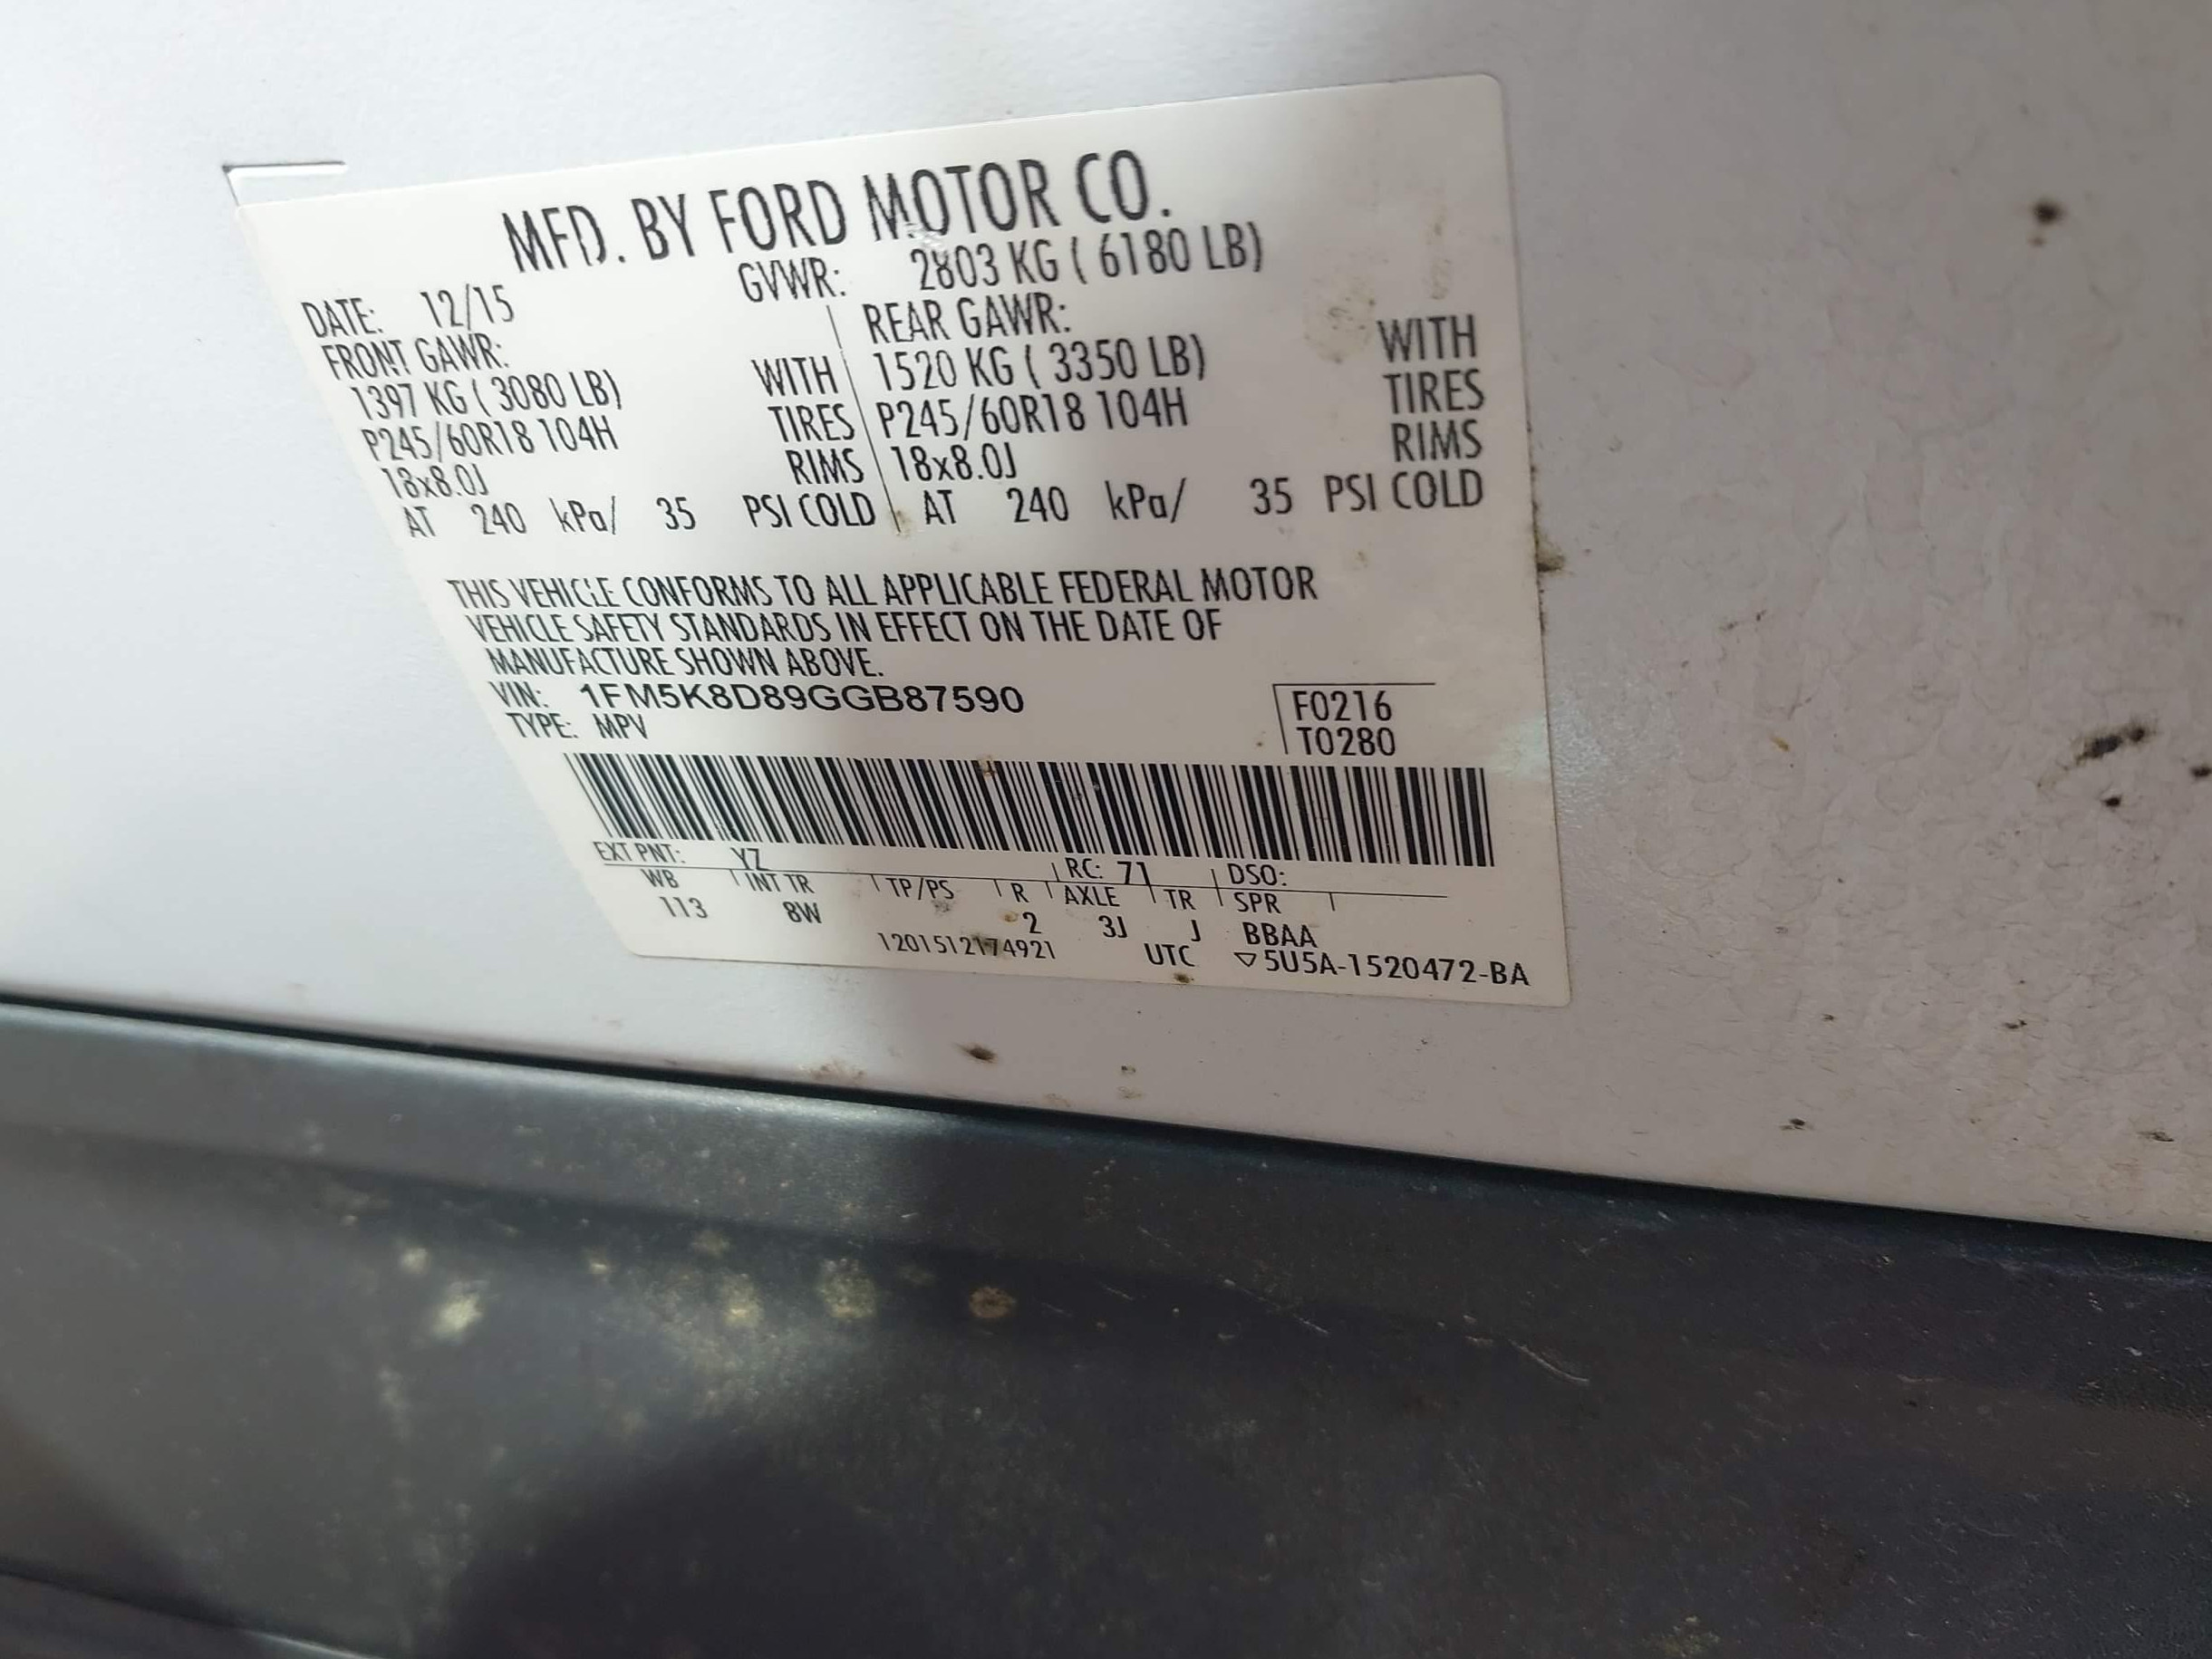 MFD. BY FORD MOTOR CO.
DATE: 12/15 GVWR: 2803 KG ( 6180 LB)
FRONT GAWR: REAR GAWR:
1397 KG ( 3080 LB) WITH 1520 KG ( 3350 LB) WITH
P245/60R18 104H TIRES P245/60R18 104H TIRES
18x8.0J RIMS 18x8.0J RIMS
AT 240 kPa/ 35 PSI COLD AT 240 kPa/ 35 PSI COLD
THIS VEHICLE CONFORMS TO ALL APPLICABLE FEDERAL MOTOR
VEHICLE SAFETY STANDARDS IN EFFECT ON THE DATE OF
MANUFACTURE SHOWN ABOVE.
VIN: 1FM5K8D89GGB87590 F0216
TYPE: MPV T0280
EXT PNT: YZ RC: 71 DSO:
WB INT TR TP/PS R AXLE TR SPR
113 8W 2 3J J BBAA
1201512174921 UTC ▽5U5A-1520472-BA